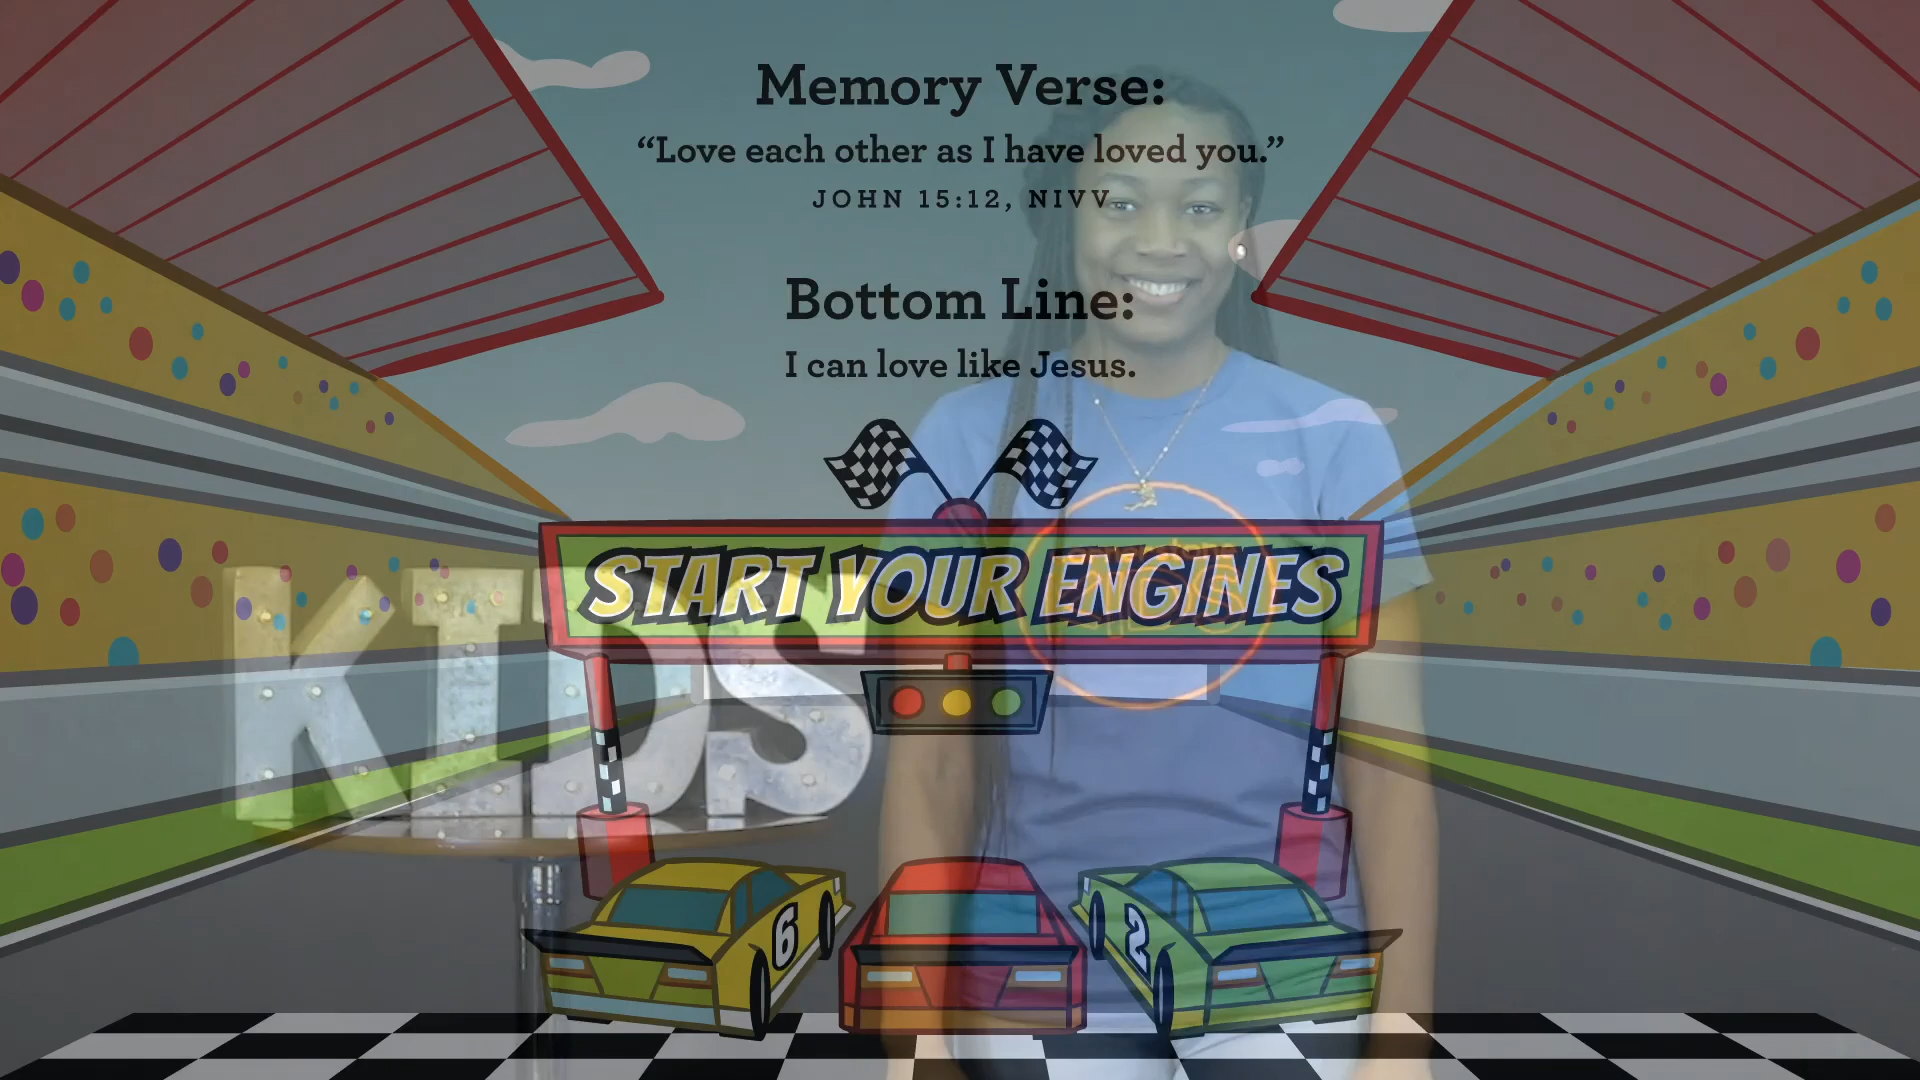 Memory Verse:
“Love each other as I have loved you.”
JOHN 15:12, NIVV
Bottom Line:
I can love like Jesus.
START YOUR ENGINES
KIDS
6
2